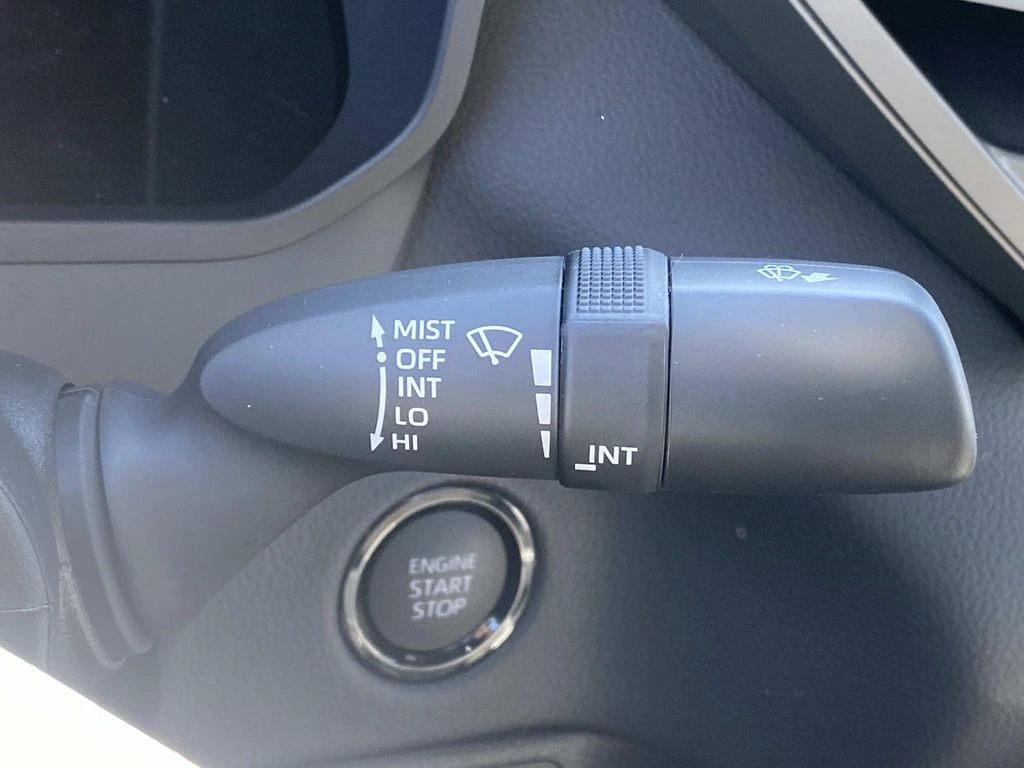 MIST
OFF
INT
LO
HI
INT
ENGINE
START
STOP